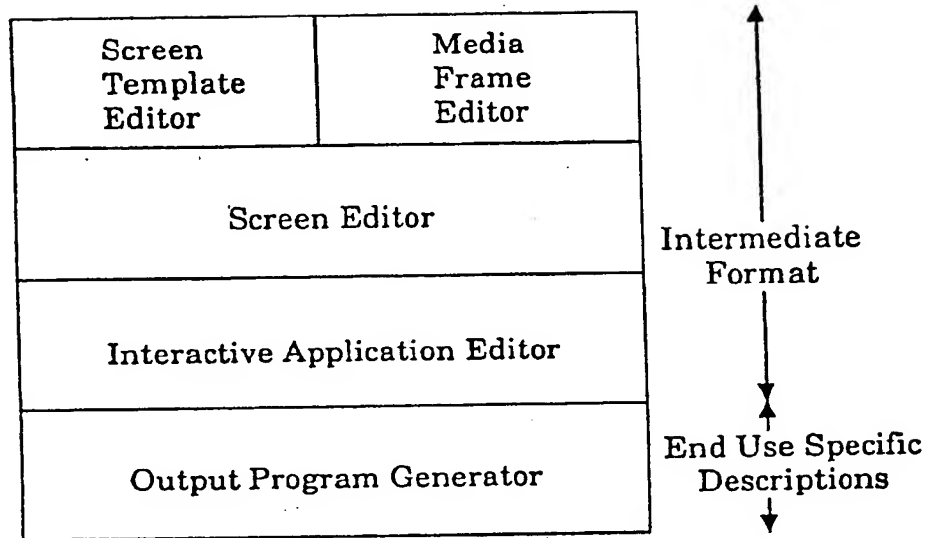 Screen
Template
Editor
Media
Frame
Editor
Screen Editor
Interactive Application Editor
Output Program Generator
Intermediate
Format
End Use Specific
Descriptions